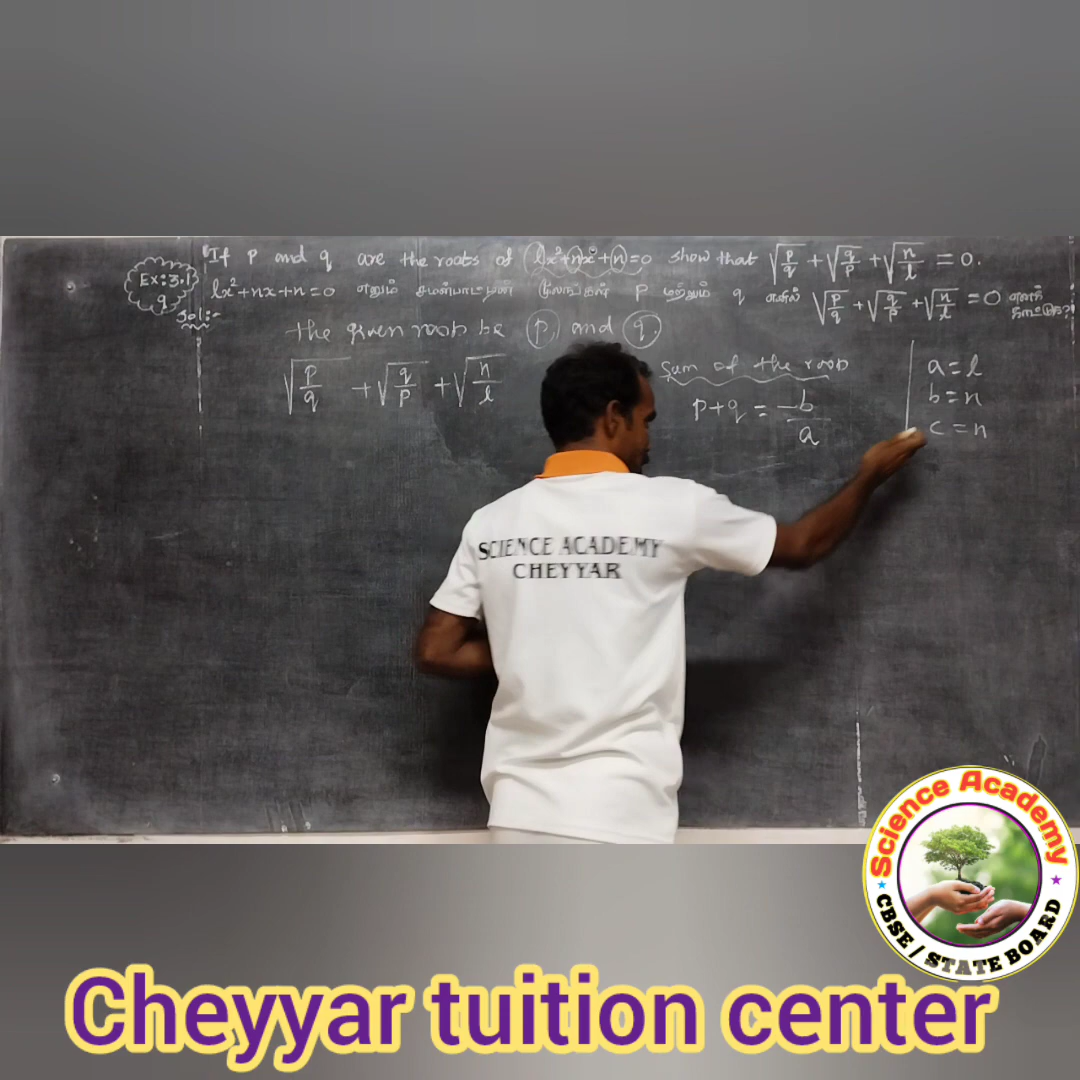 Ex: 3.1
9
If p and q are the roots of lx²+nx+n=0 show that √(p/q) + √(q/p) + √(n/l) = 0.
lx²+nx+n=0 எனும் சமன்பாட்டின் மூலங்கள் p மற்றும் q எனில் √(p/q) + √(q/p) + √(n/l) = 0 எனக் காட்டுக?
Sol:-
The given roots be p, and q.
√(p/q) + √(q/p) + √(n/l)
Sum of the roots
p+q = -b/a
a=l
b=n
c=n
SCIENCE ACADEMY
CHEYYAR
Science Academy
CBSE / STATE BOARD
Cheyyar tuition center